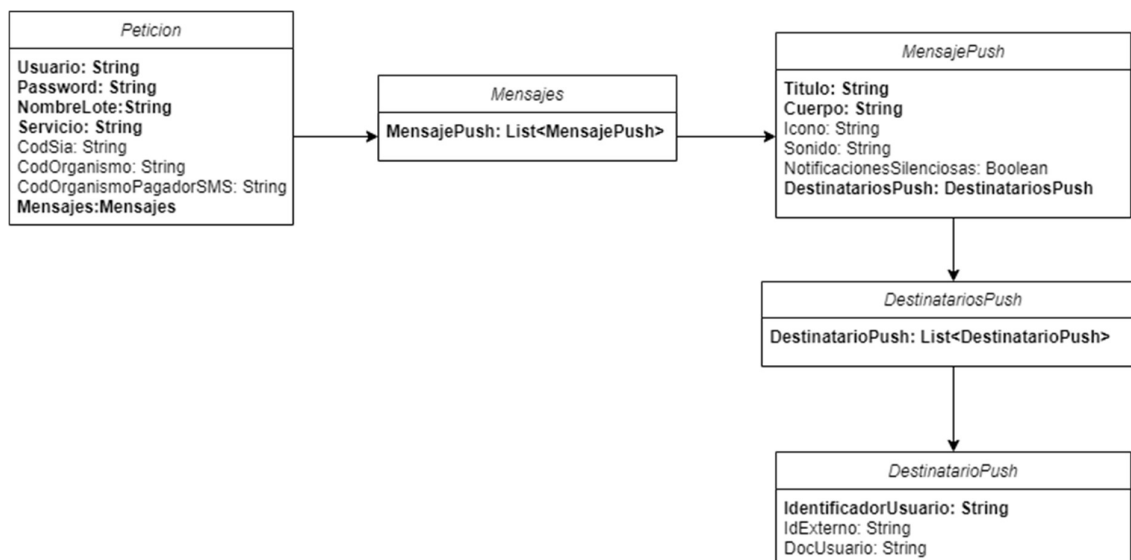 Peticion
Usuario: String
Password: String
NombreLote:String
Servicio: String
CodSia: String
CodOrganismo: String
CodOrganismoPagadorSMS: String
Mensajes:Mensajes
Mensajes
MensajePush: List<MensajePush>
MensajePush
Titulo: String
Cuerpo: String
Icono: String
Sonido: String
NotificacionesSilenciosas: Boolean
DestinatariosPush: DestinatariosPush
DestinatariosPush
DestinatarioPush: List<DestinatarioPush>
DestinatarioPush
IdentificadorUsuario: String
IdExterno: String
DocUsuario: String